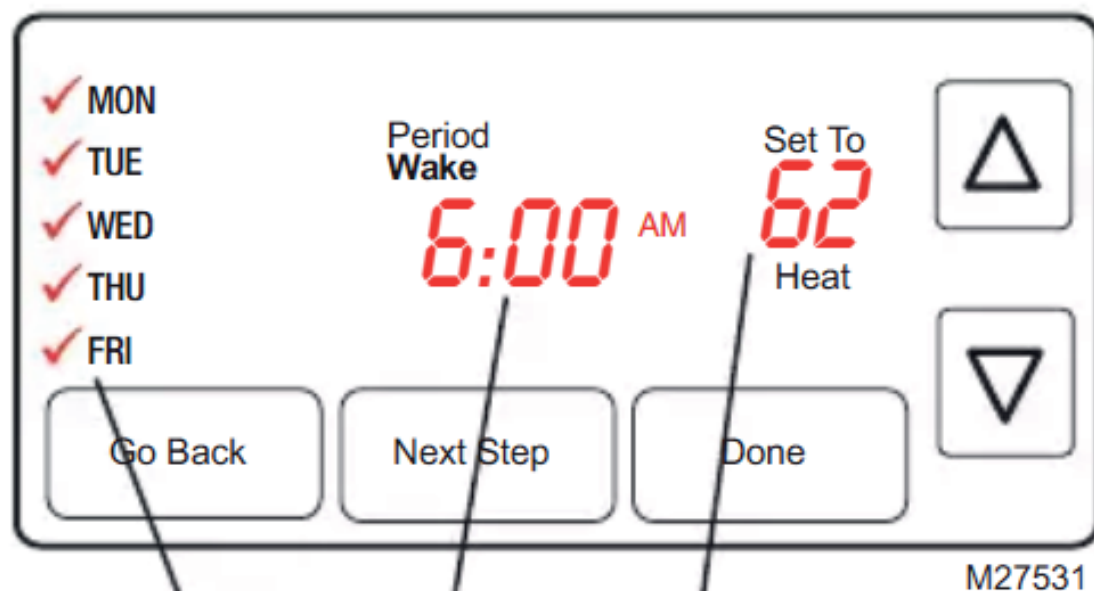 MON
TUE
WED
THU
FRI
Period
Wake
6:00 AM
Set To
62
Heat
Go Back
Next Step
Done
M27531